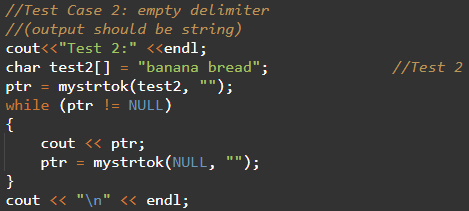 //Test Case 2: empty delimiter
//(output should be string)
cout<<"Test 2:" <<endl;
char test2[] = "banana bread"; //Test 2
ptr = mystrtok(test2, "");
while (ptr != NULL)
{
    cout << ptr;
    ptr = mystrtok(NULL, "");
}
cout << "\n" << endl;